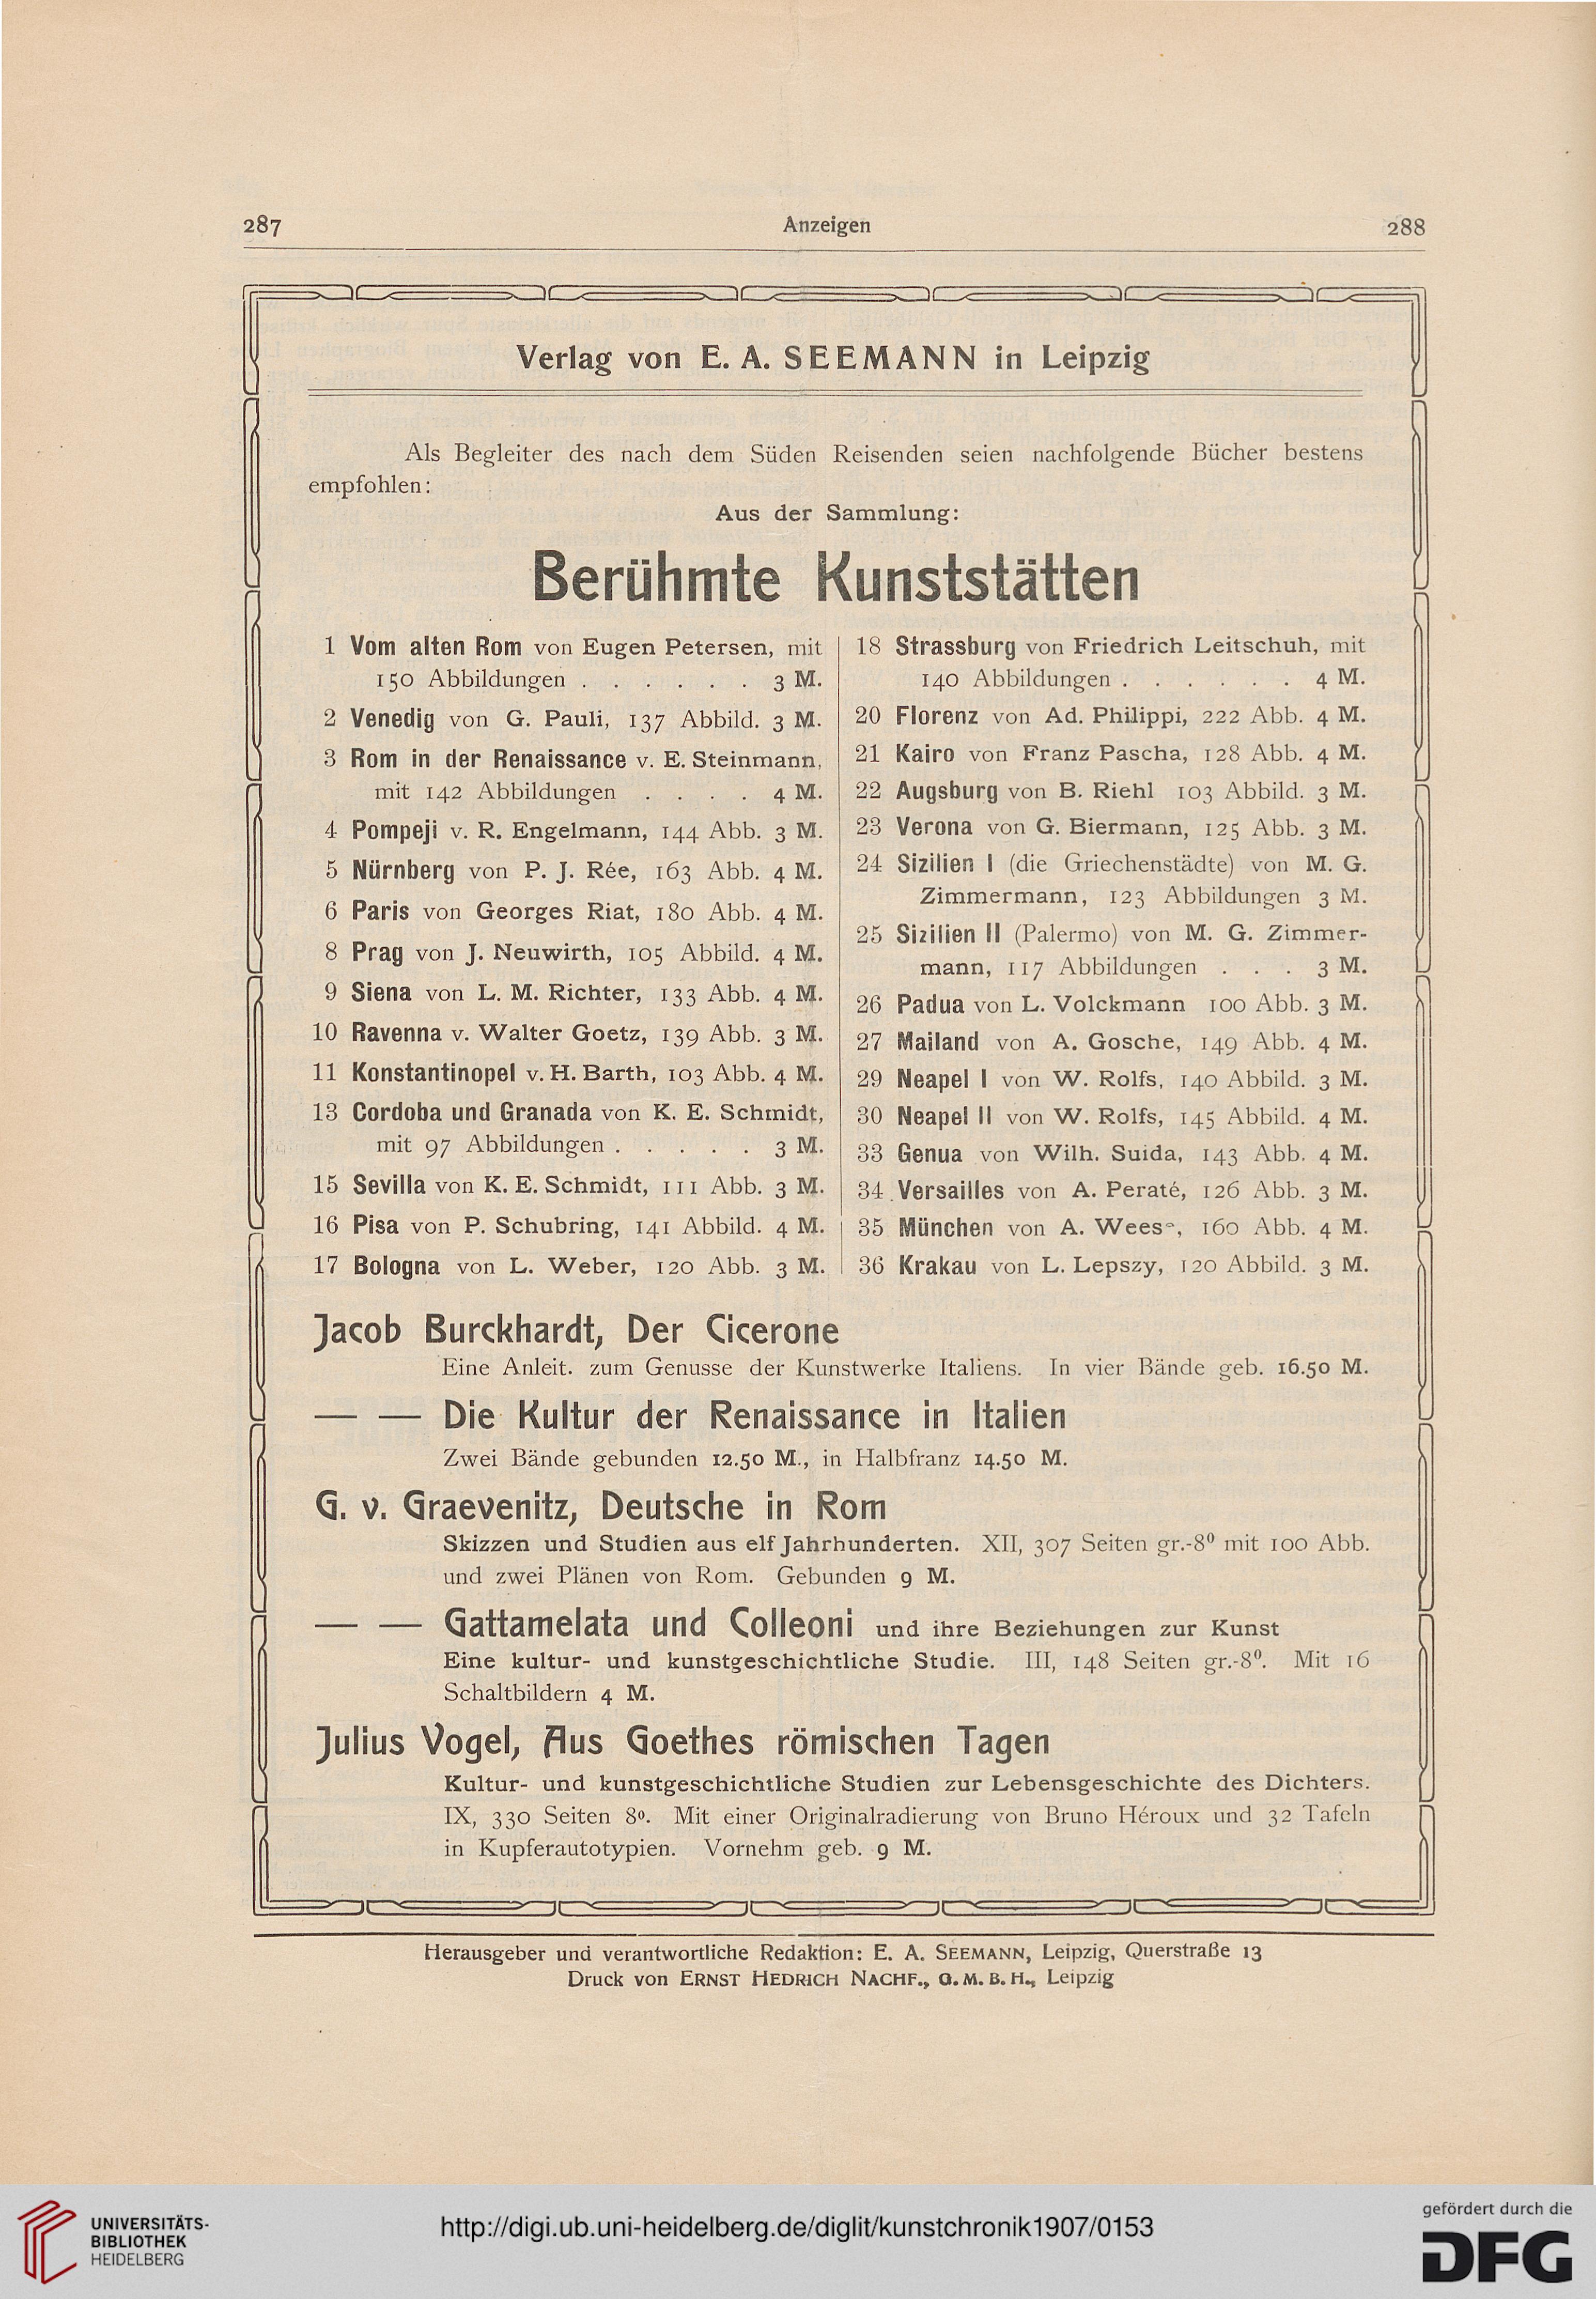 287 Anzeigen 288
Verlag von E. A. SEEMANN in Leipzig
Als Begleiter des nach dem Süden Reisenden seien nachfolgende Bücher bestens
empfohlen:
Aus der Sammlung:
Berühmte Kunststätten
1 Vom alten Rom von Eugen Petersen, mit
150 Abbildungen . . . . . . 3 M.
2 Venedig von G. Pauli, 137 Abbild. 3 M.
3 Rom in der Renaissance v. E. Steinmann,
mit 142 Abbildungen . . . . 4 M.
4 Pompeji v. R. Engelmann, 144 Abb. 3 M.
5 Nürnberg von P. J. Rée, 163 Abb. 4 M.
6 Paris von Georges Riat, 180 Abb. 4 M.
8 Prag von J. Neuwirth, 105 Abbild. 4 M.
9 Siena von L. M. Richter, 133 Abb. 4 M.
10 Ravenna v. Walter Goetz, 139 Abb. 3 M.
11 Konstantinopel v. H. Barth, 103 Abb. 4 M.
13 Cordoba und Granada von K. E. Schmidt,
mit 97 Abbildungen . . . . . 3 M.
15 Sevilla von K. E. Schmidt, 111 Abb. 3 M.
16 Pisa von P. Schubring, 141 Abbild. 4 M.
17 Bologna von L. Weber, 120 Abb. 3 M.
18 Strassburg von Friedrich Leitschuh, mit
140 Abbildungen . . . . . . 4 M.
20 Florenz von Ad. Philippi, 222 Abb. 4 M.
21 Kairo von Franz Pascha, 128 Abb. 4 M.
22 Augsburg von B. Riehl 103 Abbild. 3 M.
23 Verona von G. Biermann, 125 Abb. 3 M.
24 Sizilien I (die Griechenstädte) von M. G.
Zimmermann, 123 Abbildungen 3 M.
25 Sizilien II (Palermo) von M. G. Zimmer-
mann, 117 Abbildungen . . . 3 M.
26 Padua von L. Volckmann 100 Abb. 3 M.
27 Mailand von A. Gosche, 149 Abb. 4 M.
29 Neapel I von W. Rolfs, 140 Abbild. 3 M.
30 Neapel II von W. Rolfs, 145 Abbild. 4 M.
33 Genua von Wilh. Suida, 143 Abb. 4 M.
34 Versailles von A. Peraté, 126 Abb. 3 M.
35 München von A. 160 Abb. 4 M.
36 Krakau von L. Lepszy, 120 Abbild. 3 M.
Jacob Burckhardt, Der Cicerone
Eine Anleit. zum Genusse der Kunstwerke Italiens. In vier Bände geb. 16.50 M.
— — Die Kultur der Renaissance in Italien
Zwei Bände gebunden 12.50 M., in Halbfranz 14.50 M.
G. v. Graevenitz, Deutsche in Rom
Skizzen und Studien aus elf Jahrhunderten. XII, 307 Seiten gr.-8⁰ mit 100 Abb.
und zwei Plänen von Rom. Gebunden 9 M.
— — Gattamelata und Colleoni und ihre Beziehungen zur Kunst
Eine kultur- und kunstgeschichtliche Studie. III, 148 Seiten gr.-8⁰. Mit 16
Schaltbildern 4 M.
Julius Vogel, Aus Goethes römischen Tagen
Kultur- und kunstgeschichtliche Studien zur Lebensgeschichte des Dichters.
IX, 330 Seiten 8⁰. Mit einer Originalradierung von Bruno Héroux und 32 Tafeln
in Kupferautotypien. Vornehm geb. 9 M.
Herausgeber und verantwortliche Redaktion: E. A. SEEMANN, Leipzig, Querstraße 13
Druck von ERNST HEDRICH NACHF., G. M. B. H., Leipzig
UNIVERSITÄTS-
BIBLIOTHEK
HEIDELBERG
http://digi.ub.uni-heidelberg.de/diglit/kunstchronik1907/0153
gefördert durch die
DFG